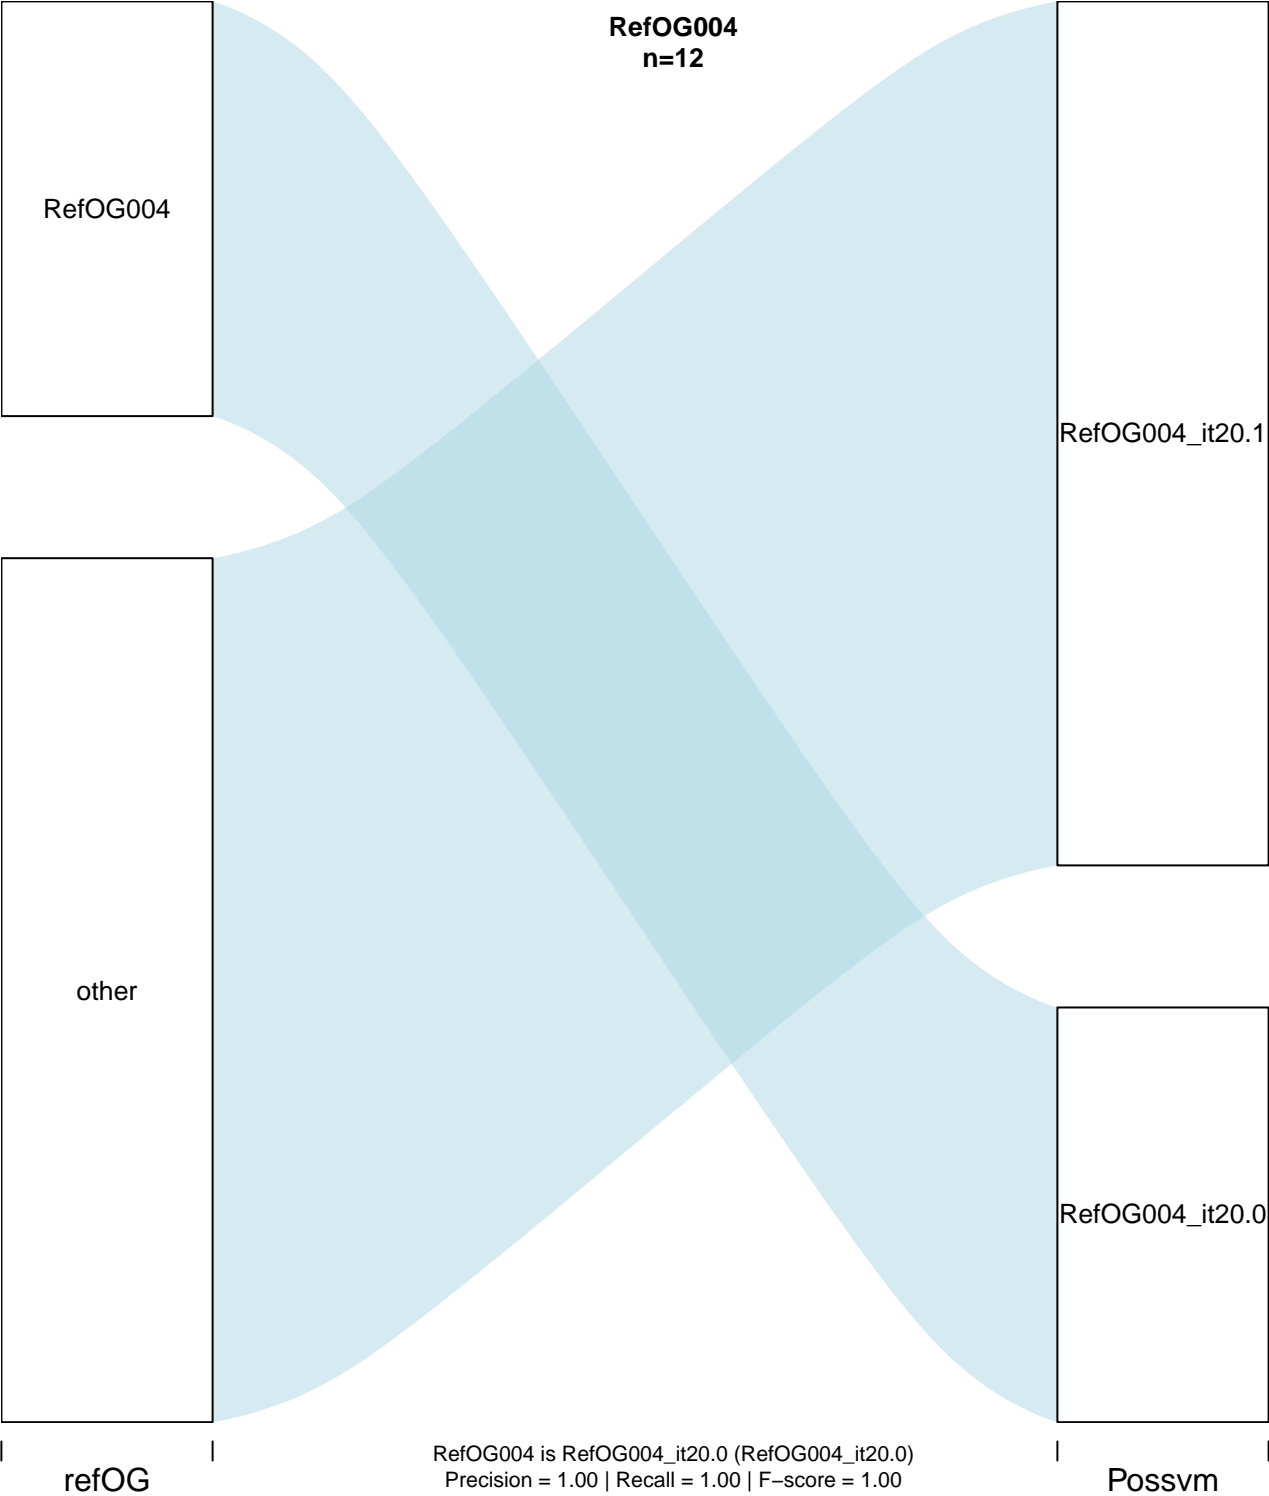 RefOG004
n=12
RefOG004
RefOG004_it20.1
other
RefOG004_it20.0
RefOG004 is RefOG004_it20.0 (RefOG004_it20.0)
Precision = 1.00 | Recall = 1.00 | F−score = 1.00
refOG
Possvm